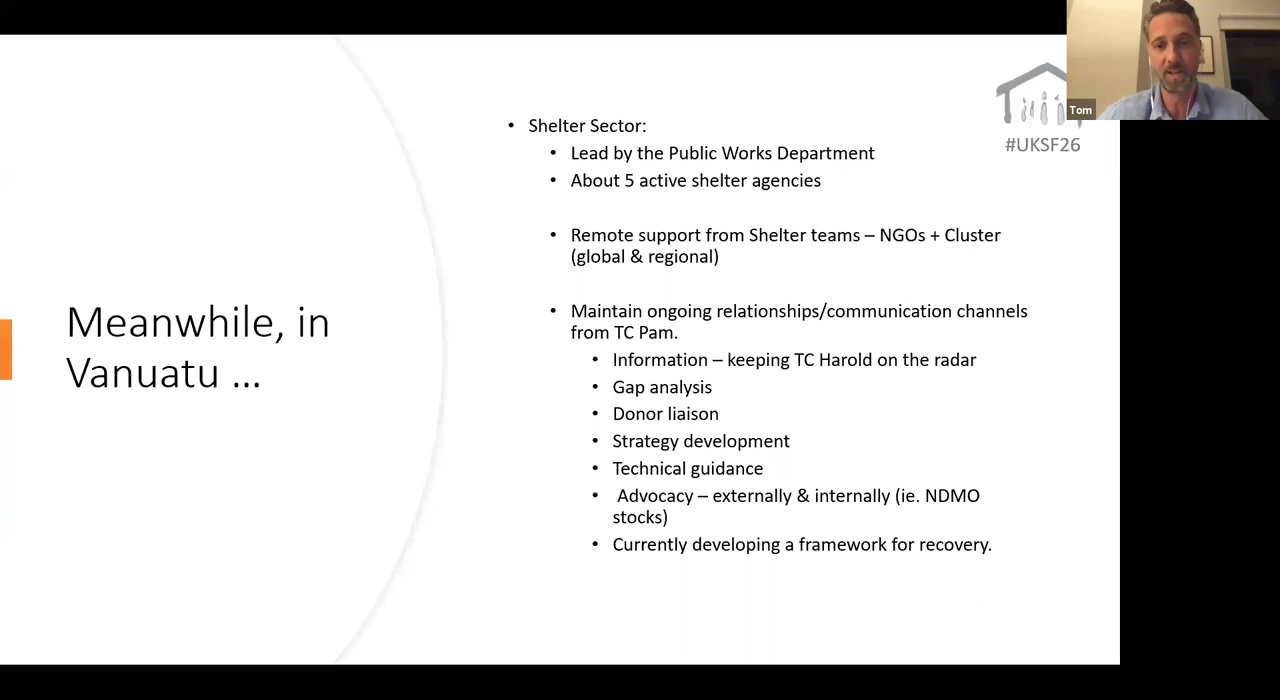 Tom
#UKSF26
Meanwhile, in
Vanuatu ...
• Shelter Sector:
• Lead by the Public Works Department
• About 5 active shelter agencies
• Remote support from Shelter teams – NGOs + Cluster
(global & regional)
• Maintain ongoing relationships/communication channels
from TC Pam.
• Information – keeping TC Harold on the radar
• Gap analysis
• Donor liaison
• Strategy development
• Technical guidance
• Advocacy – externally & internally (ie. NDMO
stocks)
• Currently developing a framework for recovery.